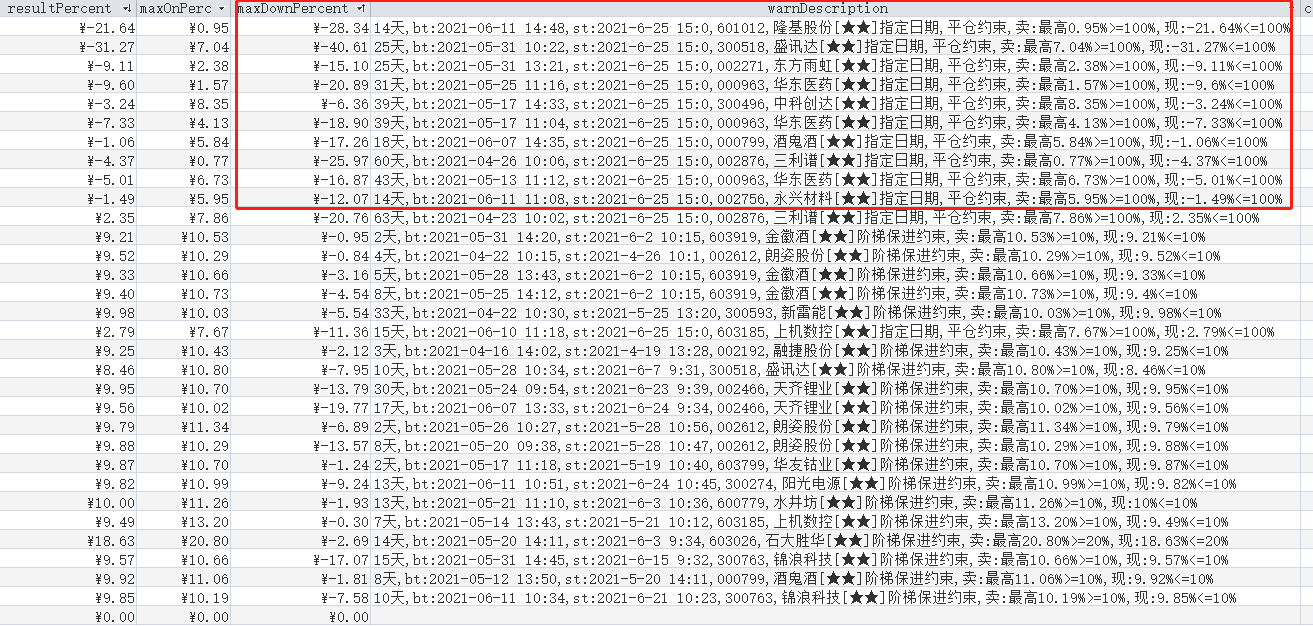 resultPercent maxOnPerc maxDownPercent warnDescription c
¥-21.64 ¥0.95 ¥-28.34 14天,bt:2021-06-11 14:48,st:2021-6-25 15:0,601012,隆基股份[★★]指定日期,平仓约束,卖:最高0.95%>=100%,现:-21.64%<=100%
¥-31.27 ¥7.04 ¥-40.61 25天,bt:2021-05-31 10:22,st:2021-6-25 15:0,300518,盛讯达[★★]指定日期,平仓约束,卖:最高7.04%>=100%,现:-31.27%<=100%
¥-9.11 ¥2.38 ¥-15.10 25天,bt:2021-05-31 13:21,st:2021-6-25 15:0,002271,东方雨虹[★★]指定日期,平仓约束,卖:最高2.38%>=100%,现:-9.11%<=100%
¥-9.60 ¥1.57 ¥-20.89 31天,bt:2021-05-25 11:16,st:2021-6-25 15:0,000963,华东医药[★★]指定日期,平仓约束,卖:最高1.57%>=100%,现:-9.6%<=100%
¥-3.24 ¥8.35 ¥-6.36 39天,bt:2021-05-17 14:33,st:2021-6-25 15:0,300496,中科创达[★★]指定日期,平仓约束,卖:最高8.35%>=100%,现:-3.24%<=100%
¥-7.33 ¥4.13 ¥-18.90 39天,bt:2021-05-17 11:04,st:2021-6-25 15:0,000963,华东医药[★★]指定日期,平仓约束,卖:最高4.13%>=100%,现:-7.33%<=100%
¥-1.06 ¥5.84 ¥-17.26 18天,bt:2021-06-07 14:35,st:2021-6-25 15:0,000799,酒鬼酒[★★]指定日期,平仓约束,卖:最高5.84%>=100%,现:-1.06%<=100%
¥-4.37 ¥0.77 ¥-25.97 60天,bt:2021-04-26 10:06,st:2021-6-25 15:0,002876,三利谱[★★]指定日期,平仓约束,卖:最高0.77%>=100%,现:-4.37%<=100%
¥-5.01 ¥6.73 ¥-16.87 43天,bt:2021-05-13 11:12,st:2021-6-25 15:0,000963,华东医药[★★]指定日期,平仓约束,卖:最高6.73%>=100%,现:-5.01%<=100%
¥-1.49 ¥5.95 ¥-12.07 14天,bt:2021-06-11 11:08,st:2021-6-25 15:0,002756,永兴材料[★★]指定日期,平仓约束,卖:最高5.95%>=100%,现:-1.49%<=100%
¥2.35 ¥7.86 ¥-20.76 63天,bt:2021-04-23 10:02,st:2021-6-25 15:0,002876,三利谱[★★]指定日期,平仓约束,卖:最高7.86%>=100%,现:2.35%<=100%
¥9.21 ¥10.53 ¥-0.95 2天,bt:2021-05-31 14:20,st:2021-6-2 10:15,603919,金徽酒[★★]阶梯保进约束,卖:最高10.53%>=10%,现:9.21%<=10%
¥9.52 ¥10.29 ¥-0.84 4天,bt:2021-04-22 10:15,st:2021-4-26 10:1,002612,朗姿股份[★★]阶梯保进约束,卖:最高10.29%>=10%,现:9.52%<=10%
¥9.33 ¥10.66 ¥-3.16 5天,bt:2021-05-28 13:43,st:2021-6-2 10:15,603919,金徽酒[★★]阶梯保进约束,卖:最高10.66%>=10%,现:9.33%<=10%
¥9.40 ¥10.73 ¥-4.54 8天,bt:2021-05-25 14:12,st:2021-6-2 10:15,603919,金徽酒[★★]阶梯保进约束,卖:最高10.73%>=10%,现:9.4%<=10%
¥9.98 ¥10.03 ¥-5.54 33天,bt:2021-04-22 10:30,st:2021-5-25 13:20,300593,新雷能[★★]阶梯保进约束,卖:最高10.03%>=10%,现:9.98%<=10%
¥2.79 ¥7.67 ¥-11.36 15天,bt:2021-06-10 11:18,st:2021-6-25 15:0,603185,上机数控[★★]指定日期,平仓约束,卖:最高7.67%>=100%,现:2.79%<=100%
¥9.25 ¥10.43 ¥-2.12 3天,bt:2021-04-16 14:02,st:2021-4-19 13:28,002192,融捷股份[★★]阶梯保进约束,卖:最高10.43%>=10%,现:9.25%<=10%
¥8.46 ¥10.80 ¥-7.95 10天,bt:2021-05-28 10:34,st:2021-6-7 9:31,300518,盛讯达[★★]阶梯保进约束,卖:最高10.80%>=10%,现:8.46%<=10%
¥9.95 ¥10.70 ¥-13.79 30天,bt:2021-05-24 09:54,st:2021-6-23 9:39,002466,天齐锂业[★★]阶梯保进约束,卖:最高10.70%>=10%,现:9.95%<=10%
¥9.56 ¥10.02 ¥-19.77 17天,bt:2021-06-07 13:33,st:2021-6-24 9:34,002466,天齐锂业[★★]阶梯保进约束,卖:最高10.02%>=10%,现:9.56%<=10%
¥9.79 ¥11.34 ¥-6.89 2天,bt:2021-05-26 10:27,st:2021-5-28 10:56,002612,朗姿股份[★★]阶梯保进约束,卖:最高11.34%>=10%,现:9.79%<=10%
¥9.88 ¥10.29 ¥-13.57 8天,bt:2021-05-20 09:38,st:2021-5-28 10:47,002612,朗姿股份[★★]阶梯保进约束,卖:最高10.29%>=10%,现:9.88%<=10%
¥9.87 ¥10.70 ¥-1.24 2天,bt:2021-05-17 11:18,st:2021-5-19 10:40,603799,华友钴业[★★]阶梯保进约束,卖:最高10.70%>=10%,现:9.87%<=10%
¥9.82 ¥10.99 ¥-9.24 13天,bt:2021-06-11 10:51,st:2021-6-24 10:45,300274,阳光电源[★★]阶梯保进约束,卖:最高10.99%>=10%,现:9.82%<=10%
¥10.00 ¥11.26 ¥-1.93 13天,bt:2021-05-21 11:10,st:2021-6-3 10:36,600779,水井坊[★★]阶梯保进约束,卖:最高11.26%>=10%,现:10%<=10%
¥9.49 ¥13.20 ¥-0.30 7天,bt:2021-05-14 13:43,st:2021-5-21 10:12,603185,上机数控[★★]阶梯保进约束,卖:最高13.20%>=10%,现:9.49%<=10%
¥18.63 ¥20.80 ¥-2.69 14天,bt:2021-05-20 14:11,st:2021-6-3 9:34,603026,石大胜华[★★]阶梯保进约束,卖:最高20.80%>=20%,现:18.63%<=20%
¥9.57 ¥10.66 ¥-17.07 15天,bt:2021-05-31 14:45,st:2021-6-15 9:32,300763,锦浪科技[★★]阶梯保进约束,卖:最高10.66%>=10%,现:9.57%<=10%
¥9.92 ¥11.06 ¥-1.81 8天,bt:2021-05-12 13:50,st:2021-5-20 14:11,000799,酒鬼酒[★★]阶梯保进约束,卖:最高11.06%>=10%,现:9.92%<=10%
¥9.85 ¥10.19 ¥-7.58 10天,bt:2021-06-11 10:34,st:2021-6-21 10:23,300763,锦浪科技[★★]阶梯保进约束,卖:最高10.19%>=10%,现:9.85%<=10%
¥0.00 ¥0.00 ¥0.00